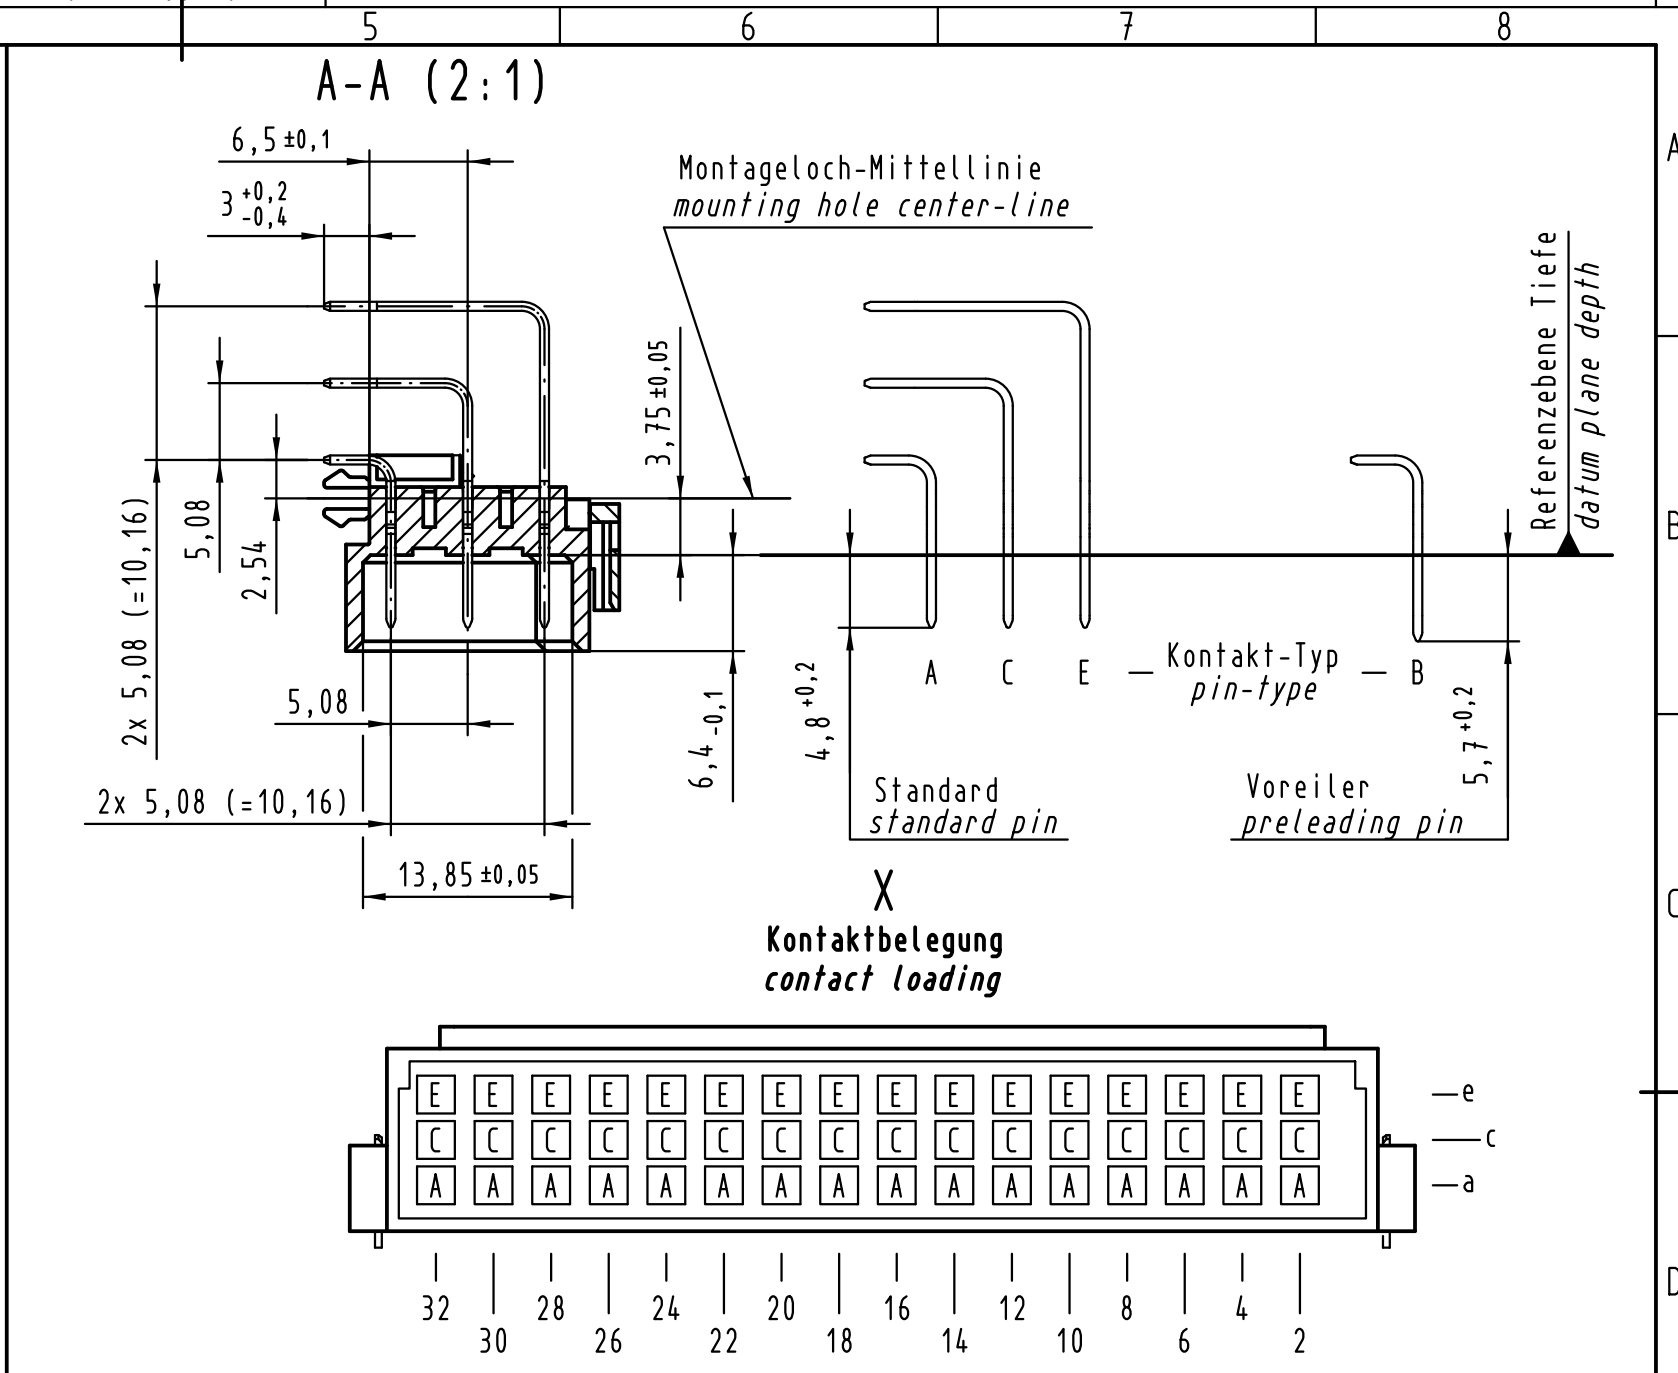 5 6 7 8
A-A (2:1)
6,5 ±0,1
3 +0,2 -0,4
Montageloch-Mittellinie
mounting hole center-line
A
Referenzebene Tiefe
datum plane depth
3,75 ±0,05
2x 5,08 (=10,16)
5,08
2,54
B
A C E — Kontakt-Typ — B
pin-type
5,08
6,4 -0,1
4,8 +0,2
5,7 +0,2
2x 5,08 (=10,16)
Standard
standard pin
Voreiler
preleading pin
13,85 ±0,05
X
C
Kontaktbelegung
contact loading
E E E E E E E E E E E E E E E E —e
C C C C C C C C C C C C C C C C —c
A A A A A A A A A A A A A A A A —a
D
32 28 24 20 16 12 8 4
30 26 22 18 14 10 6 2